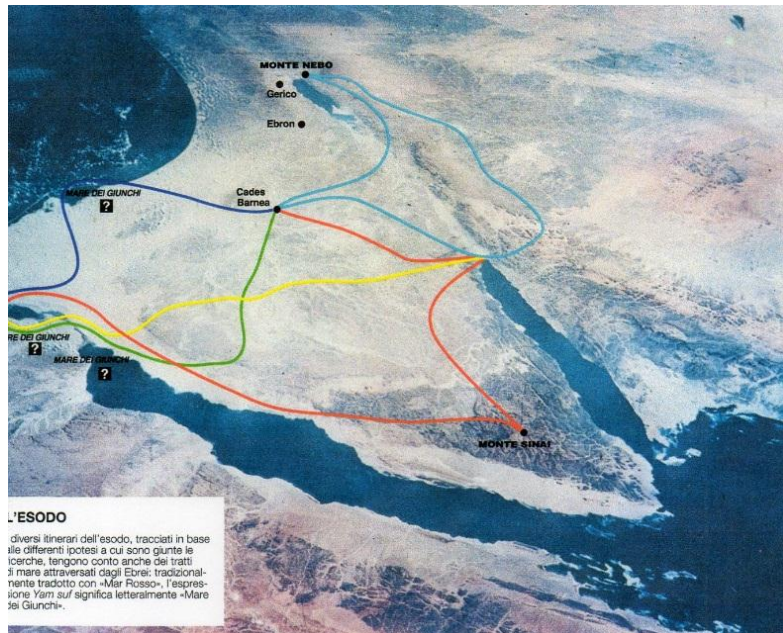 MONTE NEBO
Gerico
Ebron
MARE DEI GIUNCHI
?
Cades
Barnea
RE DEI GIUNCHI
?
MARE DEI GIUNCHI
?
MONTE SINAI
L'ESODO
diversi itinerari dell'esodo, tracciati in base
alle differenti ipotesi a cui sono giunte le
ricerche, tengono conto anche dei tratti
di mare attraversati dagli Ebrei: tradizional-
mente tradotto con «Mar Rosso», l'espres-
sione Yam suf significa letteralmente «Mare
dei Giunchi».